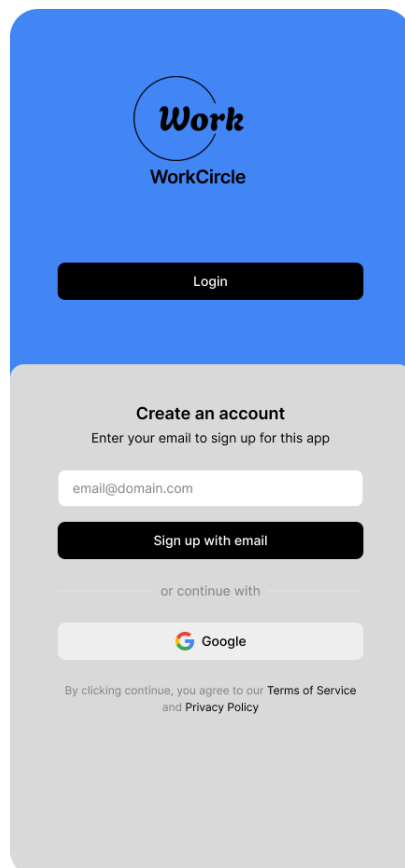 Work
WorkCircle
Login
Create an account
Enter your email to sign up for this app
email@domain.com
Sign up with email
or continue with
Google
By clicking continue, you agree to our Terms of Service
and Privacy Policy